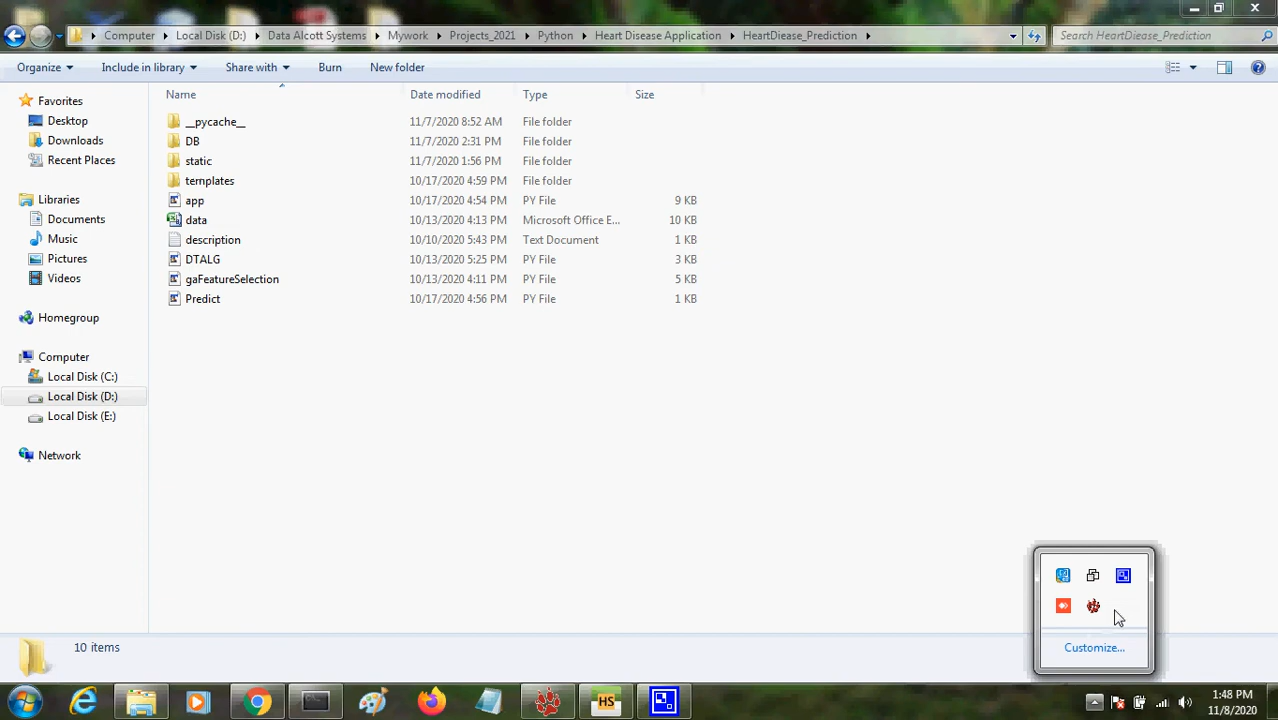 Computer Local Disk (D:) Data Alcott Systems Mywork Projects_2021 Python Heart Disease Application HeartDiease_Prediction Search HeartDiease_Prediction
Organize Include in library Share with Burn New folder
Name Date modified Type Size
Favorites
Desktop
Downloads
Recent Places
Libraries
Documents
Music
Pictures
Videos
Homegroup
Computer
Local Disk (C:)
Local Disk (D:)
Local Disk (E:)
Network
__pycache__ 11/7/2020 8:52 AM File folder
DB 11/7/2020 2:31 PM File folder
static 11/7/2020 1:56 PM File folder
templates 10/17/2020 4:59 PM File folder
app 10/17/2020 4:54 PM PY File 9 KB
data 10/13/2020 4:13 PM Microsoft Office E... 10 KB
description 10/10/2020 5:43 PM Text Document 1 KB
DTALG 10/13/2020 5:25 PM PY File 3 KB
gaFeatureSelection 10/13/2020 4:11 PM PY File 5 KB
Predict 10/17/2020 4:56 PM PY File 1 KB
Customize...
10 items
HS
1:48 PM
11/8/2020